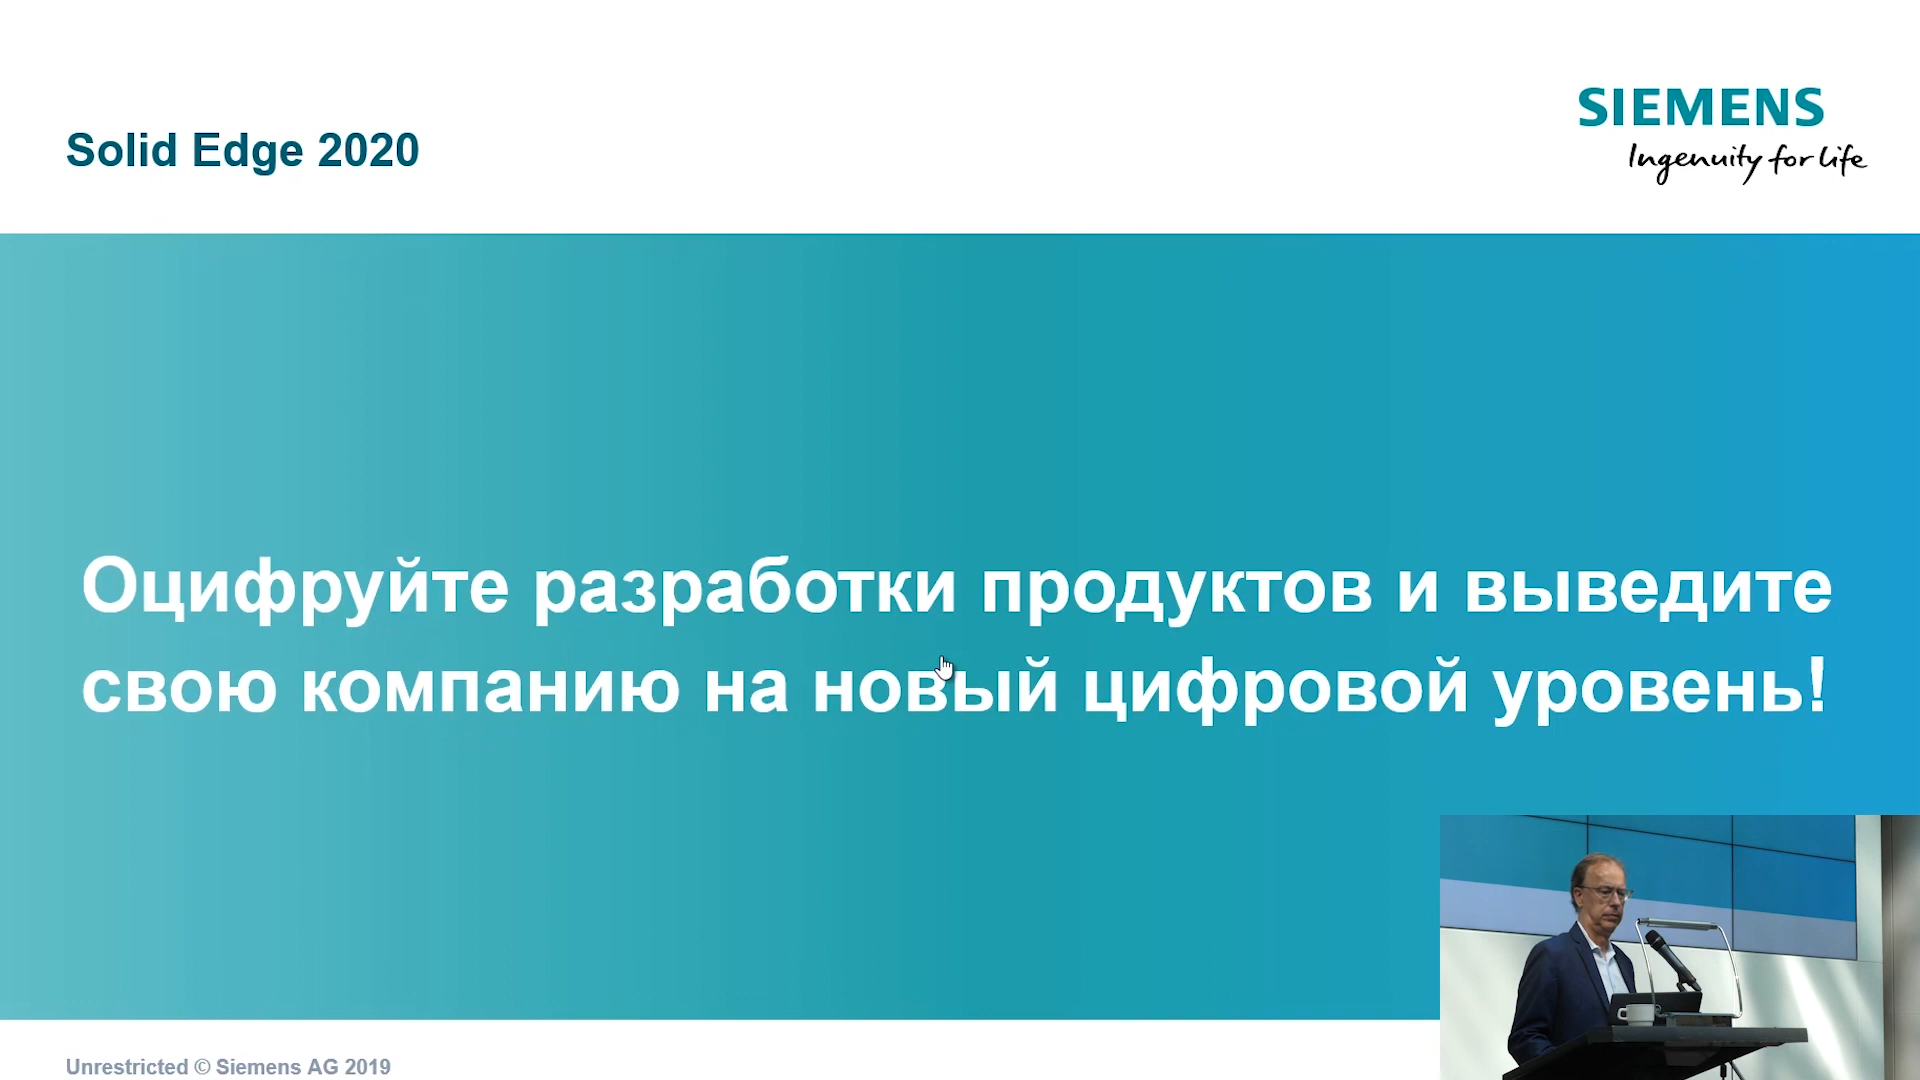 Solid Edge 2020
SIEMENS
Ingenuity for life
Оцифруйте разработки продуктов и выведите
свою компанию на новый цифровой уровень!
Unrestricted © Siemens AG 2019